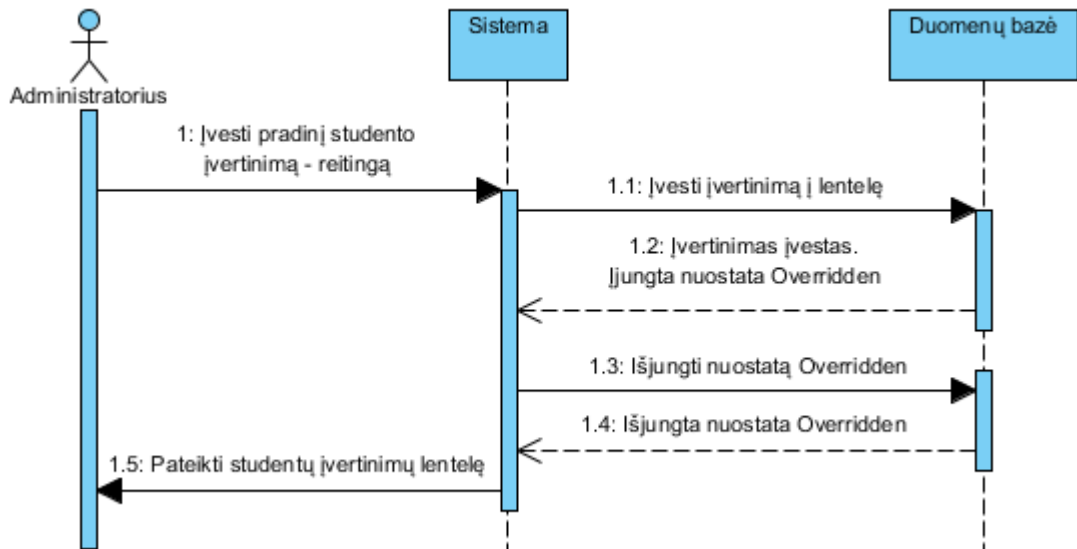 Sistema
Duomenų bazė
Administratorius
1: Įvesti pradinį studento
įvertinimą - reitingą
1.1: Įvesti įvertinimą į lentelę
1.2: Įvertinimas įvestas.
Įjungta nuostata Overridden
1.3: Išjungti nuostatą Overridden
1.4: Išjungta nuostata Overridden
1.5: Pateikti studentų įvertinimų lentelę